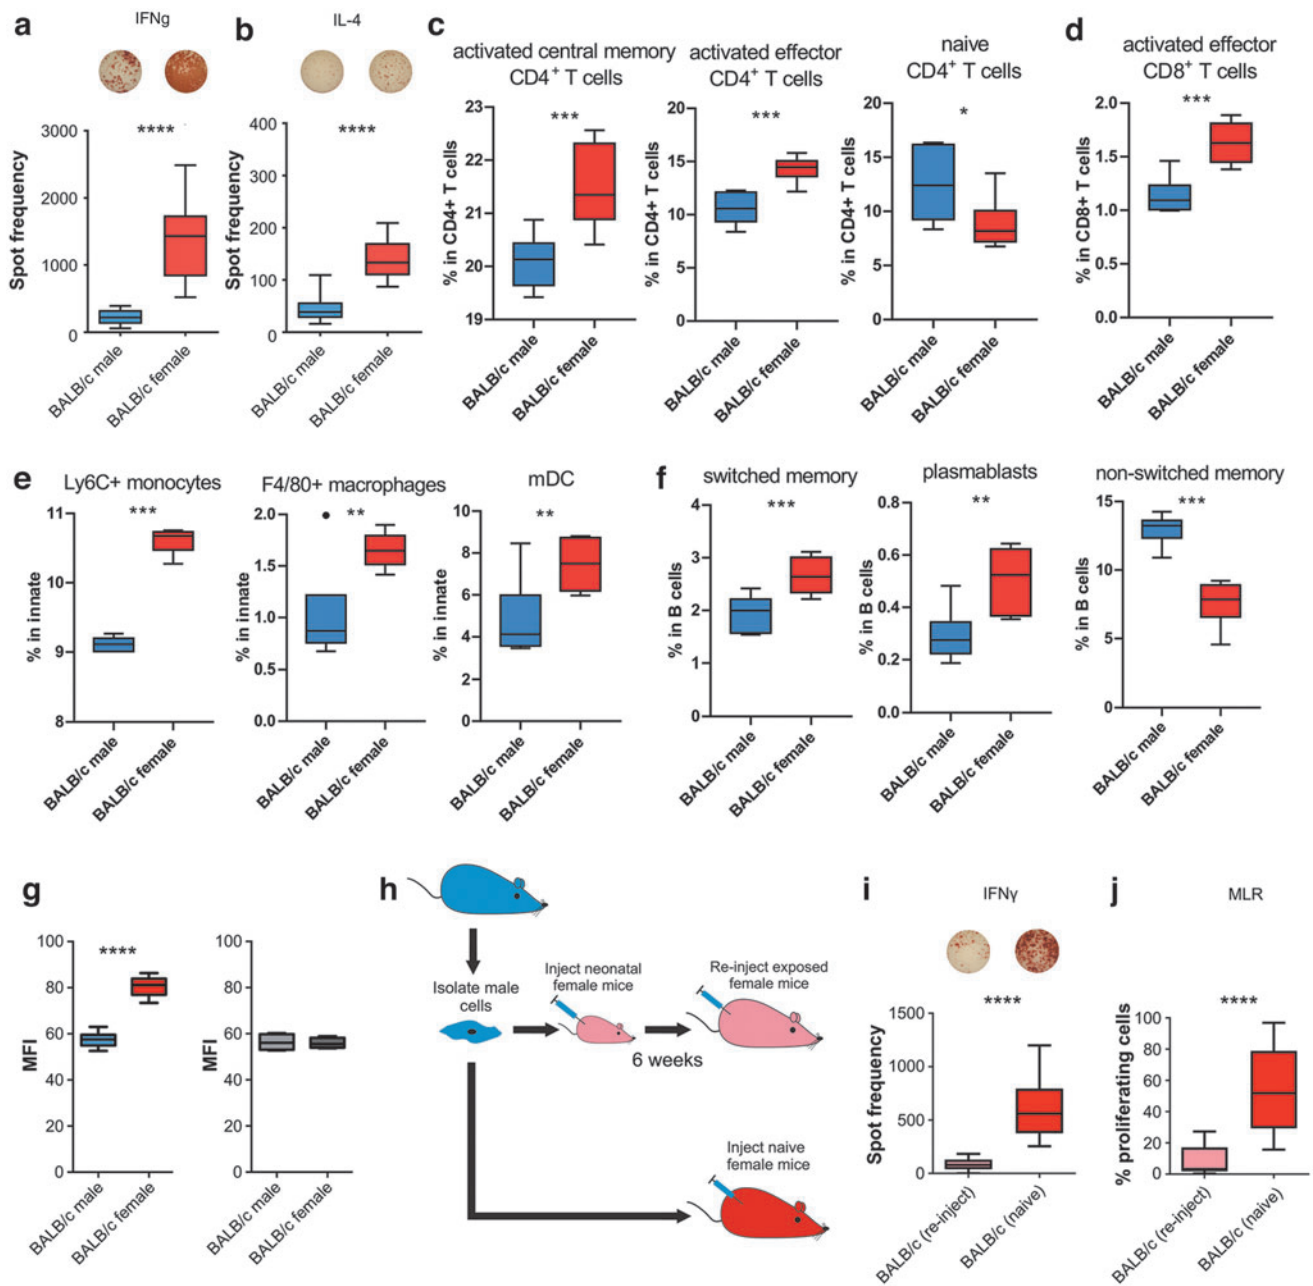 a
IFNg
****
Spot frequency
3000
2000
1000
0
BALB/c male
BALB/c female
b
IL-4
****
Spot frequency
400
300
200
100
0
BALB/c male
BALB/c female
c
activated central memory
CD4+ T cells
***
% in CD4+ T cells
23
22
21
20
19
BALB/c male
BALB/c female
activated effector
CD4+ T cells
***
% in CD4+ T cells
20
15
10
5
0
BALB/c male
BALB/c female
naive
CD4+ T cells
*
% in CD4+ T cells
20
15
10
5
0
BALB/c male
BALB/c female
d
activated effector
CD8+ T cells
***
% in CD8+ T cells
2.0
1.5
1.0
0.5
0.0
BALB/c male
BALB/c female
e
Ly6C+ monocytes
***
% in innate
11
10
9
8
BALB/c male
BALB/c female
F4/80+ macrophages
**
% in innate
2.0
1.5
1.0
0.5
0.0
BALB/c male
BALB/c female
mDC
**
% in innate
10
8
6
4
2
0
BALB/c male
BALB/c female
f
switched memory
***
% in B cells
4
3
2
1
0
BALB/c male
BALB/c female
plasmablasts
**
% in B cells
0.8
0.6
0.4
0.2
0.0
BALB/c male
BALB/c female
non-switched memory
***
% in B cells
15
10
5
0
BALB/c male
BALB/c female
g
****
MFI
100
80
60
40
20
0
BALB/c male
BALB/c female
MFI
100
80
60
40
20
0
BALB/c male
BALB/c female
h
Isolate male
cells
Inject neonatal
female mice
Re-inject exposed
female mice
6 weeks
Inject naive
female mice
i
IFNγ
****
Spot frequency
1500
1000
500
0
BALB/c (re-inject)
BALB/c (naive)
j
MLR
****
% proliferating cells
100
80
60
40
20
0
BALB/c (re-inject)
BALB/c (naive)